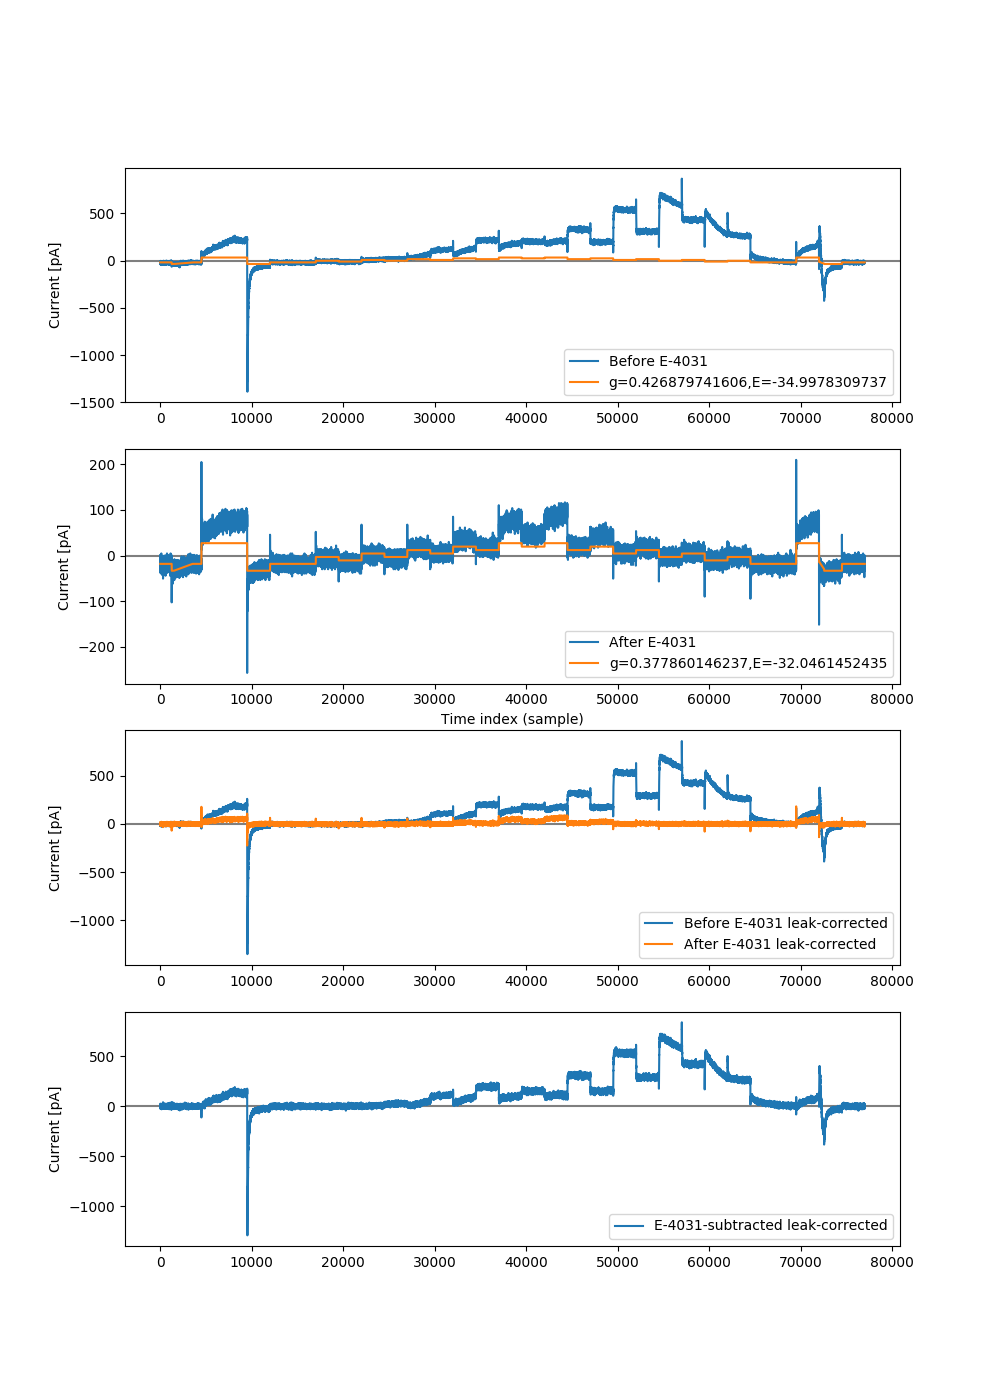 500
0
−500
−1000
−1500
Current [pA]
Before E-4031
g=0.426879741606,E=-34.9978309737
0 10000 20000 30000 40000 50000 60000 70000 80000
200
100
0
−100
−200
Current [pA]
After E-4031
g=0.377860146237,E=-32.0461452435
0 10000 20000 30000 40000 50000 60000 70000 80000
Time index (sample)
500
0
−500
−1000
Current [pA]
Before E-4031 leak-corrected
After E-4031 leak-corrected
0 10000 20000 30000 40000 50000 60000 70000 80000
500
0
−500
−1000
Current [pA]
E-4031-subtracted leak-corrected
0 10000 20000 30000 40000 50000 60000 70000 80000